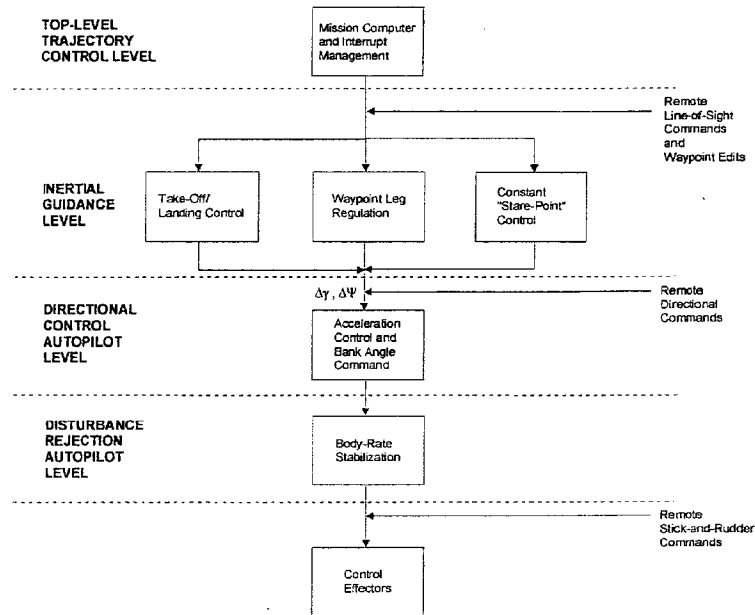 TOP-LEVEL
TRAJECTORY
CONTROL LEVEL
Mission Computer
and Interrupt
Management
Remote
Line-of-Sight
Commands
and
Waypoint Edits
INERTIAL
GUIDANCE
LEVEL
Take-Off/
Landing Control
Waypoint Leg
Regulation
Constant
"Stare-Point"
Control
Δγ , ΔΨ
Remote
Directional
Commands
DIRECTIONAL
CONTROL
AUTOPILOT
LEVEL
Acceleration
Control and
Bank Angle
Command
DISTURBANCE
REJECTION
AUTOPILOT
LEVEL
Body-Rate
Stabilization
Remote
Stick-and-Rudder
Commands
Control
Effectors